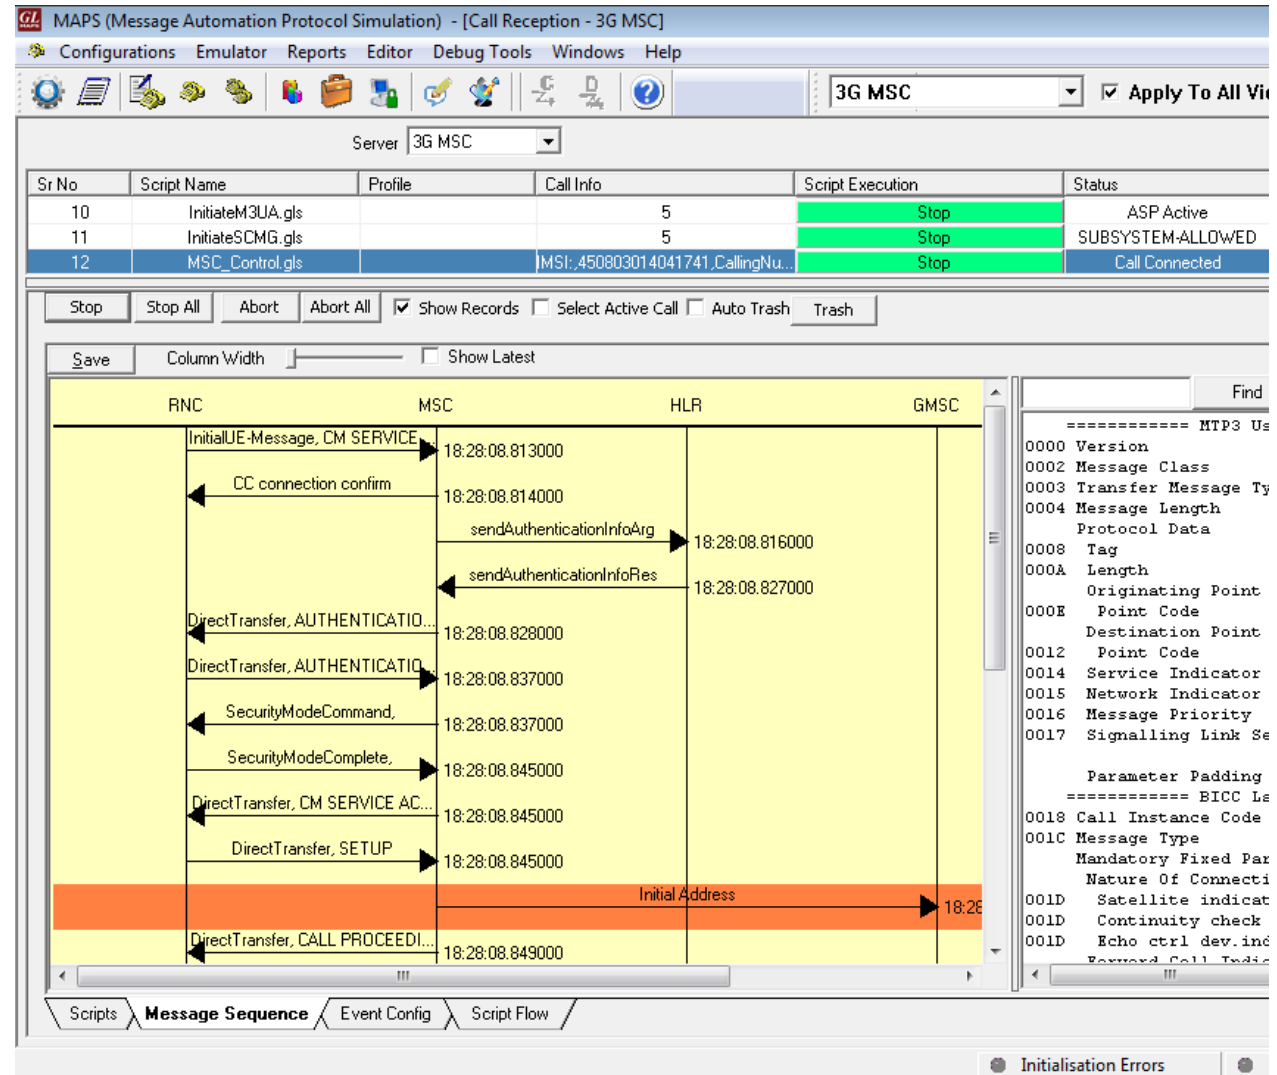 GL MAPS (Message Automation Protocol Simulation) - [Call Reception - 3G MSC]
Configurations Emulator Reports Editor Debug Tools Windows Help
3G MSC Apply To All Vie
Server 3G MSC
Sr No Script Name Profile Call Info Script Execution Status
10 InitiateM3UA.gls 5 Stop ASP Active
11 InitiateSCMG.gls 5 Stop SUBSYSTEM-ALLOWED
12 MSC_Control.gls IMSI:,450803014041741,CallingNu... Stop Call Connected
Stop Stop All Abort Abort All Show Records Select Active Call Auto Trash Trash
Save Column Width Show Latest
RNC MSC HLR GMSC
InitialUE-Message, CM SERVICE...
18:28:08.813000
CC connection confirm
18:28:08.814000
sendAuthenticationInfoArg
18:28:08.816000
sendAuthenticationInfoRes
18:28:08.827000
DirectTransfer, AUTHENTICATIO...
18:28:08.828000
DirectTransfer, AUTHENTICATIO...
18:28:08.837000
SecurityModeCommand,
18:28:08.837000
SecurityModeComplete,
18:28:08.845000
DirectTransfer, CM SERVICE AC...
18:28:08.845000
DirectTransfer, SETUP
18:28:08.845000
Initial Address
18:28
DirectTransfer, CALL PROCEEDI...
18:28:08.849000
Find
============ MTP3 Us
0000 Version
0002 Message Class
0003 Transfer Message Ty
0004 Message Length
Protocol Data
0008 Tag
000A Length
Originating Point
000E Point Code
Destination Point
0012 Point Code
0014 Service Indicator
0015 Network Indicator
0016 Message Priority
0017 Signalling Link Se
Parameter Padding
============ BICC La
0018 Call Instance Code
001C Message Type
Mandatory Fixed Par
Nature Of Connecti
001D Satellite indicat
001D Continuity check
001D Echo ctrl dev.ind
Forward Call Indic
Scripts Message Sequence Event Config Script Flow
Initialisation Errors